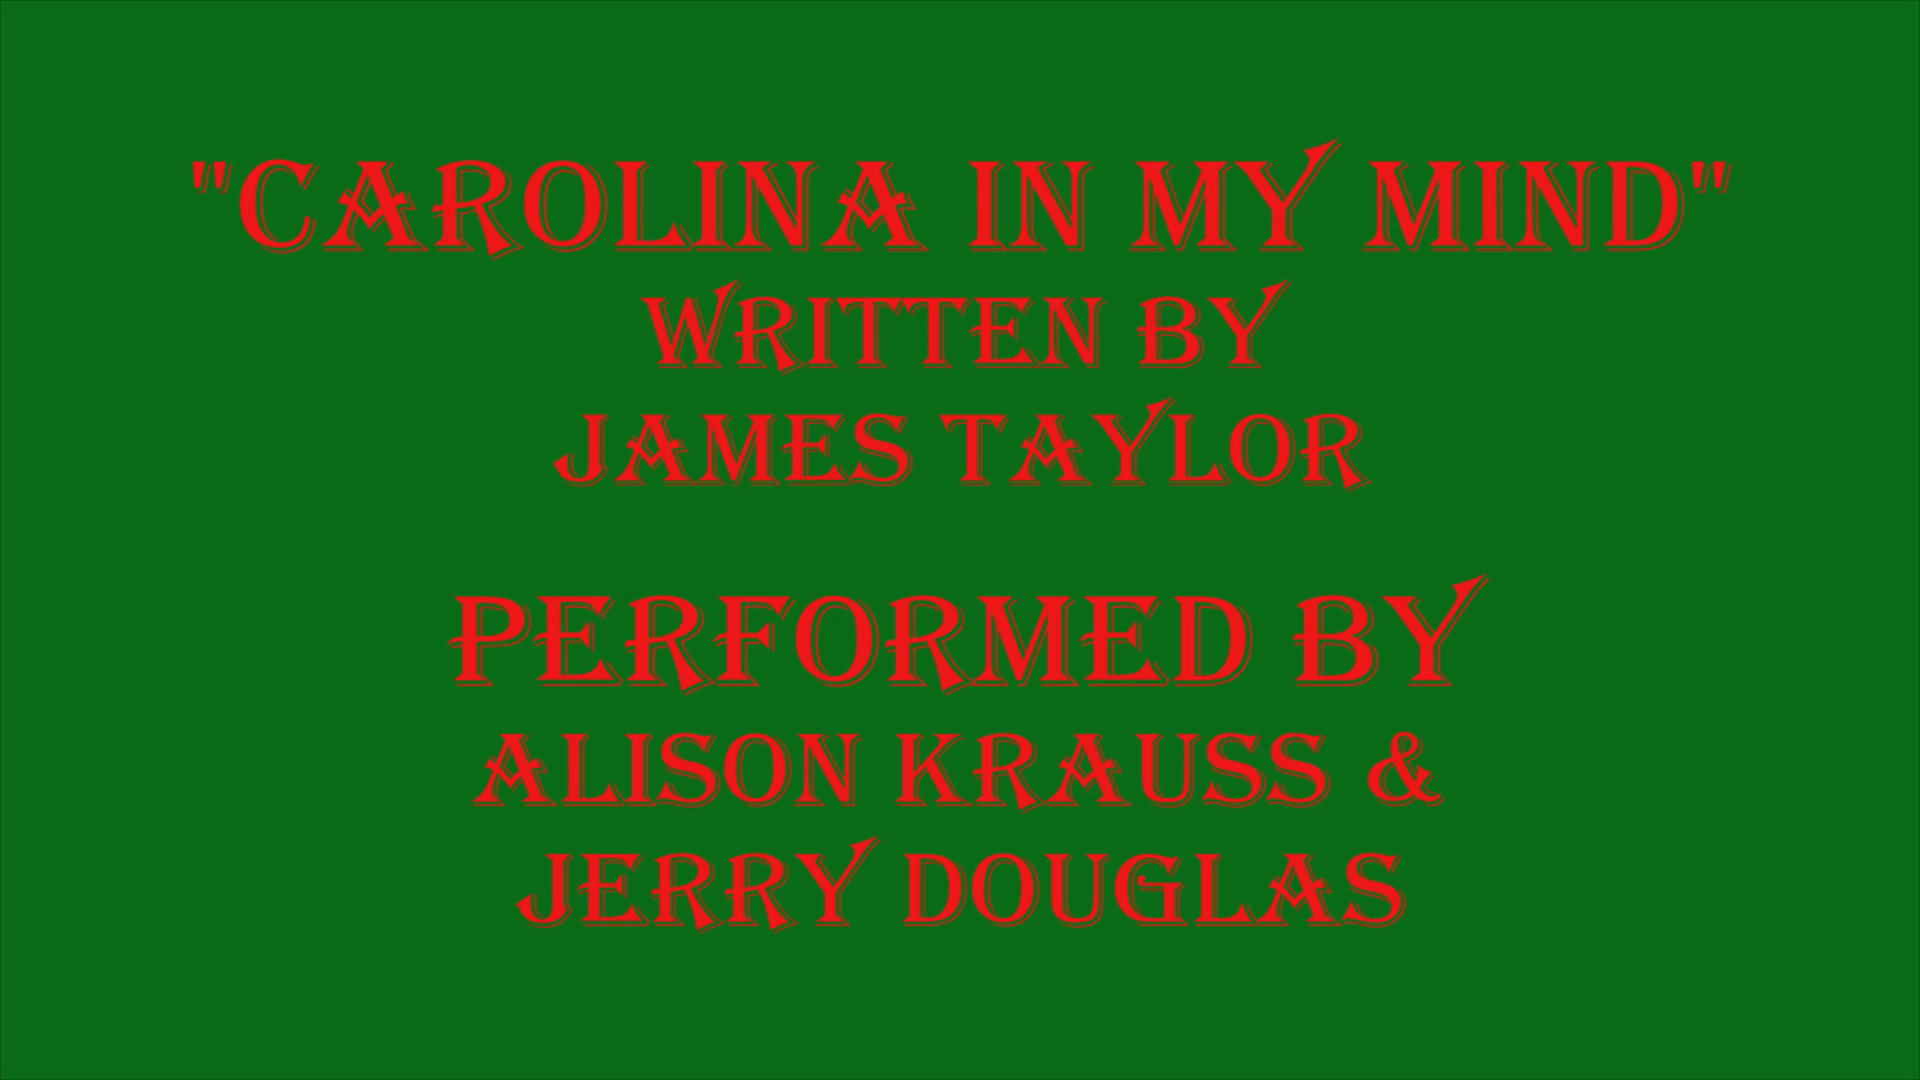 "CAROLINA IN MY MIND"
WRITTEN BY
JAMES TAYLOR
PERFORMED BY
ALISON KRAUSS &
JERRY DOUGLAS